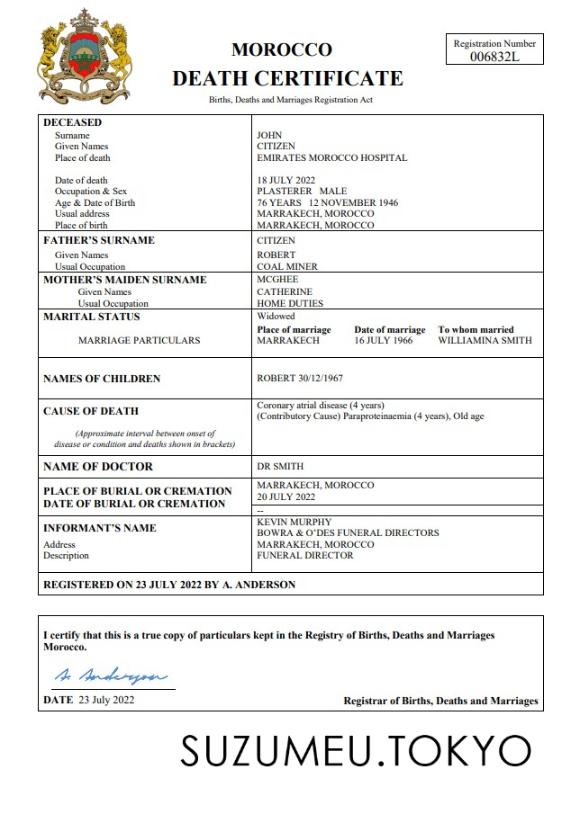 MOROCCO
DEATH CERTIFICATE
Births, Deaths and Marriages Registration Act
Registration Number
006832L
DECEASED
Surname JOHN
Given Names CITIZEN
Place of death EMIRATES MOROCCO HOSPITAL
Date of death 18 JULY 2022
Occupation & Sex PLASTERER MALE
Age & Date of Birth 76 YEARS 12 NOVEMBER 1946
Usual address MARRAKECH, MOROCCO
Place of birth MARRAKECH, MOROCCO
FATHER'S SURNAME CITIZEN
Given Names ROBERT
Usual Occupation COAL MINER
MOTHER'S MAIDEN SURNAME MCGHEE
Given Names CATHERINE
Usual Occupation HOME DUTIES
MARITAL STATUS Widowed
Place of marriage Date of marriage To whom married
MARRIAGE PARTICULARS MARRAKECH 16 JULY 1966 WILLIAMINA SMITH
NAMES OF CHILDREN ROBERT 30/12/1967
CAUSE OF DEATH Coronary atrial disease (4 years)
(Contributory Cause) Paraproteinaemia (4 years), Old age
(Approximate interval between onset of
disease or condition and deaths shown in brackets)
NAME OF DOCTOR DR SMITH
PLACE OF BURIAL OR CREMATION MARRAKECH, MOROCCO
DATE OF BURIAL OR CREMATION 20 JULY 2022
--
INFORMANT'S NAME KEVIN MURPHY
BOWRA & O'DES FUNERAL DIRECTORS
Address MARRAKECH, MOROCCO
Description FUNERAL DIRECTOR
REGISTERED ON 23 JULY 2022 BY A. ANDERSON
I certify that this is a true copy of particulars kept in the Registry of Births, Deaths and Marriages
Morocco.
A. Anderson
DATE 23 July 2022 Registrar of Births, Deaths and Marriages
SUZUMEU.TOKYO